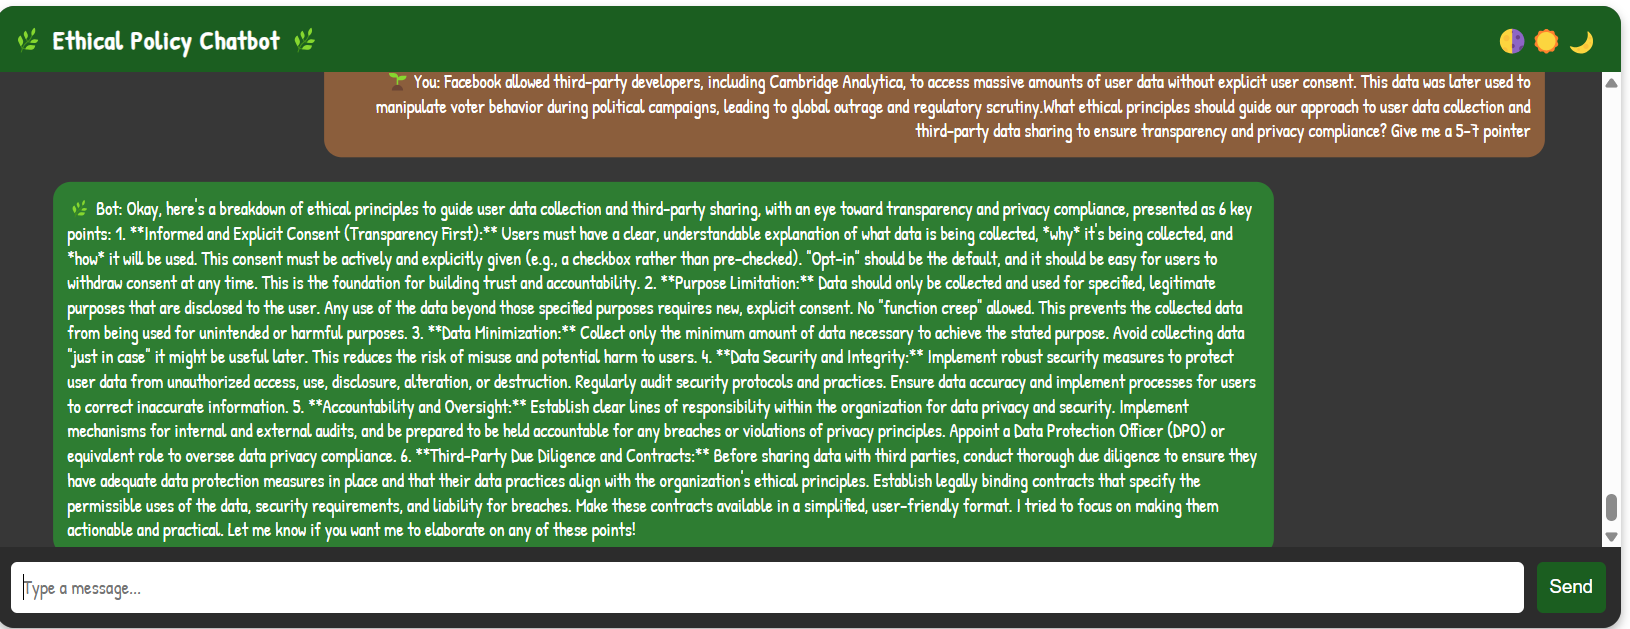 Ethical Policy Chatbot
You: Facebook allowed third-party developers, including Cambridge Analytica, to access massive amounts of user data without explicit user consent. This data was later used to
manipulate voter behavior during political campaigns, leading to global outrage and regulatory scrutiny.What ethical principles should guide our approach to user data collection and
third-party data sharing to ensure transparency and privacy compliance? Give me a 5-7 pointer
Bot: Okay, here's a breakdown of ethical principles to guide user data collection and third-party sharing, with an eye toward transparency and privacy compliance, presented as 6 key
points: 1. **Informed and Explicit Consent (Transparency First):** Users must have a clear, understandable explanation of what data is being collected, *why* it's being collected, and
*how* it will be used. This consent must be actively and explicitly given (e.g., a checkbox rather than pre-checked). "Opt-in" should be the default, and it should be easy for users to
withdraw consent at any time. This is the foundation for building trust and accountability. 2. **Purpose Limitation:** Data should only be collected and used for specified, legitimate
purposes that are disclosed to the user. Any use of the data beyond those specified purposes requires new, explicit consent. No "function creep" allowed. This prevents the collected data
from being used for unintended or harmful purposes. 3. **Data Minimization:** Collect only the minimum amount of data necessary to achieve the stated purpose. Avoid collecting data
"just in case" it might be useful later. This reduces the risk of misuse and potential harm to users. 4. **Data Security and Integrity:** Implement robust security measures to protect
user data from unauthorized access, use, disclosure, alteration, or destruction. Regularly audit security protocols and practices. Ensure data accuracy and implement processes for users
to correct inaccurate information. 5. **Accountability and Oversight:** Establish clear lines of responsibility within the organization for data privacy and security. Implement
mechanisms for internal and external audits, and be prepared to be held accountable for any breaches or violations of privacy principles. Appoint a Data Protection Officer (DPO) or
equivalent role to oversee data privacy compliance. 6. **Third-Party Due Diligence and Contracts:** Before sharing data with third parties, conduct thorough due diligence to ensure they
have adequate data protection measures in place and that their data practices align with the organization's ethical principles. Establish legally binding contracts that specify the
permissible uses of the data, security requirements, and liability for breaches. Make these contracts available in a simplified, user-friendly format. I tried to focus on making them
actionable and practical. Let me know if you want me to elaborate on any of these points!
Type a message...
Send